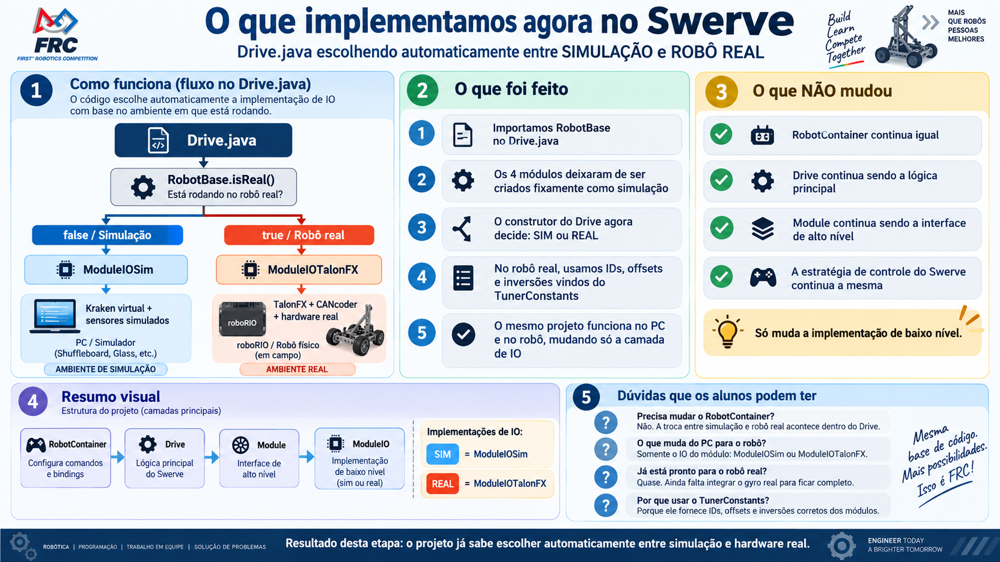 FRC
FIRST® ROBOTICS COMPETITION
O que implementamos agora no Swerve
Drive.java escolhendo automaticamente entre SIMULAÇÃO e ROBÔ REAL
Build
Learn
Compete
Together
MAIS
QUE ROBÔS
PESSOAS
MELHORES
1
Como funciona (fluxo no Drive.java)
O código escolhe automaticamente a implementação de IO
com base no ambiente em que está rodando.
</>
Drive.java
RobotBase.isReal()
Está rodando no robô real?
false / Simulação
true / Robô real
ModuleIOSim
ModuleIOTalonFX
Kraken virtual +
sensores simulados
PC / Simulador
(Shuffleboard, Glass, etc.)
AMBIENTE DE SIMULAÇÃO
roboRIO
TalonFX + CANcoder
+ hardware real
roboRIO / Robô físico
(em campo)
AMBIENTE REAL
2
O que foi feito
1
Importamos RobotBase
no Drive.java
2
Os 4 módulos deixaram de ser
criados fixamente como simulação
3
O construtor do Drive agora
decide: SIM ou REAL
4
No robô real, usamos IDs, offsets
e inversões vindos do
TunerConstants
5
O mesmo projeto funciona no PC
e no robô, mudando só a camada
de IO
3
O que NÃO mudou
RobotContainer continua igual
Drive continua sendo a lógica
principal
Module continua sendo a interface
de alto nível
A estratégia de controle do Swerve
continua a mesma
Só muda a implementação de baixo nível.
4
Resumo visual
Estrutura do projeto (camadas principais)
RobotContainer
Configura comandos
e bindings
Drive
Lógica principal
do Swerve
Module
Interface de
alto nível
ModuleIO
Implementação
de baixo nível
(sim ou real)
Implementações de IO:
SIM = ModuleIOSim
REAL = ModuleIOTalonFX
5
Dúvidas que os alunos podem ter
?
Precisa mudar o RobotContainer?
Não. A troca entre simulação e robô real acontece dentro do Drive.
?
O que muda do PC para o robô?
Somente o IO do módulo: ModuleIOSim ou ModuleIOTalonFX.
?
Já está pronto para o robô real?
Quase. Ainda falta integrar o gyro real para ficar completo.
?
Por que usar o TunerConstants?
Porque ele fornece IDs, offsets e inversões corretos dos módulos.
Mesma
base de código.
Mais possibilidades.
Isso é FRC!
ROBÓTICA | PROGRAMAÇÃO | TRABALHO EM EQUIPE | SOLUÇÃO DE PROBLEMAS
Resultado desta etapa: o projeto já sabe escolher automaticamente entre simulação e hardware real.
ENGINEER TODAY
A BRIGHTER TOMORROW